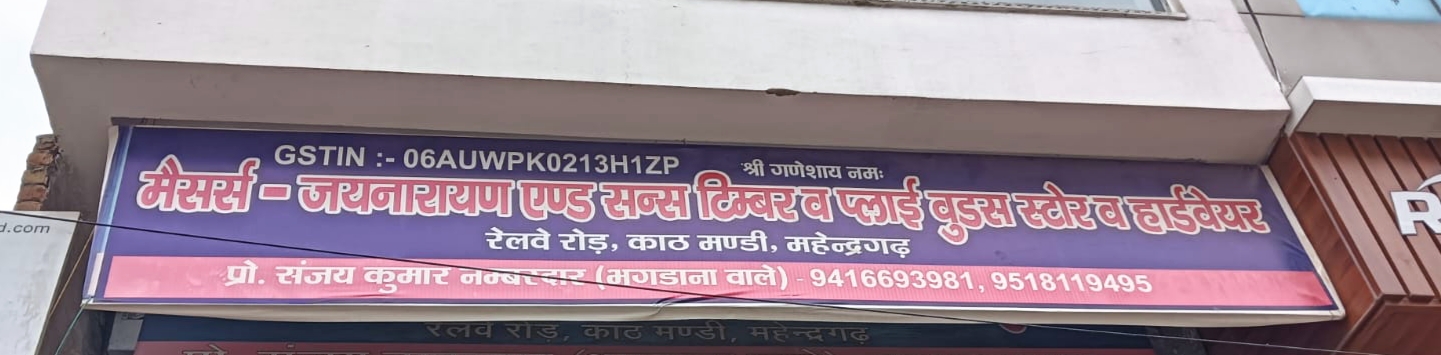 GSTIN :- 06AUWPK0213H1ZP श्री गणेशाय नमः
मैसर्स - जयनारायण एण्ड सन्स टिम्बर व प्लाई वुडस स्टोर व हार्डवेयर
रेलवे रोड़, काठ मण्डी, महेन्द्रगढ़
प्रो. संजय कुमार नम्बरदार (भगडाना वाले) - 9416693981, 9518119495
d.com
R
रेलवे रोड़, काठ मण्डी, महेन्द्रगढ़